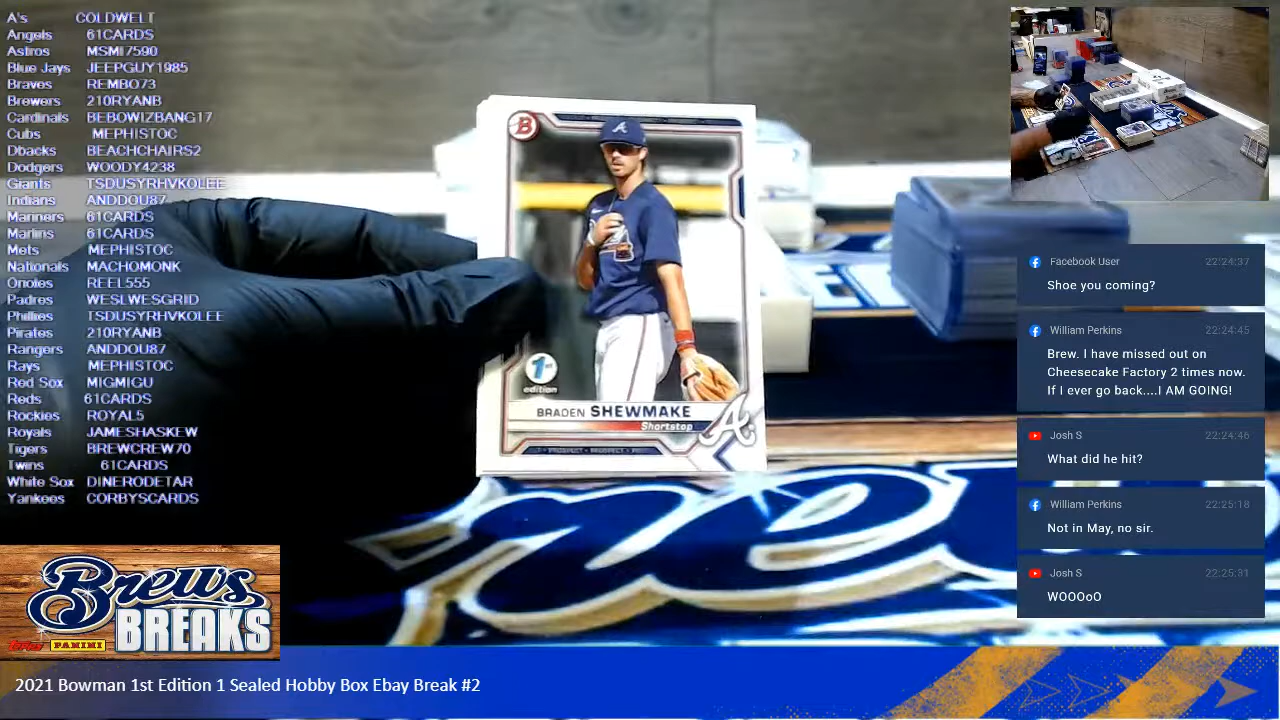 A's COLDWELT
Angels 61CARDS
Astros MSMI7590
Blue Jays JEEPGUY1985
Braves REMBO73
Brewers 210RYANB
Cardinals BEBOWIZBANG17
Cubs MEPHISTOC
Dbacks BEACHCHAIRS2
Dodgers WOODY4238
Giants TSDUSYRHVKOLEE
Indians ANDDOU87
Mariners 61CARDS
Marlins 61CARDS
Mets MEPHISTOC
Nationals MACHOMONK
Orioles REEL555
Padres WESLWESGRID
Phillies TSDUSYRHVKOLEE
Pirates 210RYANB
Rangers ANDDOU87
Rays MEPHISTOC
Red Sox MIGMIGU
Reds 61CARDS
Rockies ROYAL5
Royals JAMESHASKEW
Tigers BREWCREW70
Twins 61CARDS
White Sox DINERODETAR
Yankees CORBYSCARDS
B
A
1st
edition
BRADEN SHEWMAKE
Shortstop
A
Facebook User 22:24:37
Shoe you coming?
William Perkins 22:24:45
Brew. I have missed out on
Cheesecake Factory 2 times now.
If I ever go back....I AM GOING!
Josh S 22:24:46
What did he hit?
William Perkins 22:25:18
Not in May, no sir.
Josh S 22:25:31
WOOOoO
Brews
BREAKS
Topps PANINI
2021 Bowman 1st Edition 1 Sealed Hobby Box Ebay Break #2